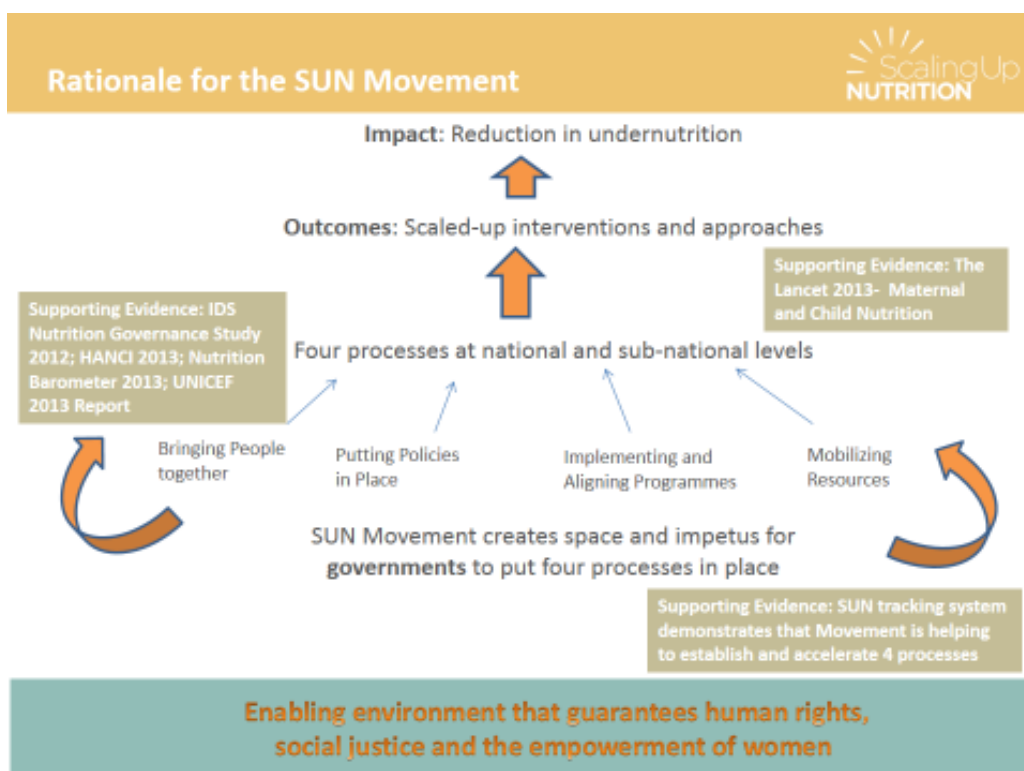 Rationale for the SUN Movement
Scaling Up
NUTRITION
Impact: Reduction in undernutrition
Outcomes: Scaled-up interventions and approaches
Supporting Evidence: The
Lancet 2013- Maternal
and Child Nutrition
Supporting Evidence: IDS
Nutrition Governance Study
2012; HANCI 2013; Nutrition
Barometer 2013; UNICEF
2013 Report
Four processes at national and sub-national levels
Bringing People
together
Putting Policies
in Place
Implementing and
Aligning Programmes
Mobilizing
Resources
SUN Movement creates space and impetus for
governments to put four processes in place
Supporting Evidence: SUN tracking system
demonstrates that Movement is helping
to establish and accelerate 4 processes
Enabling environment that guarantees human rights,
social justice and the empowerment of women